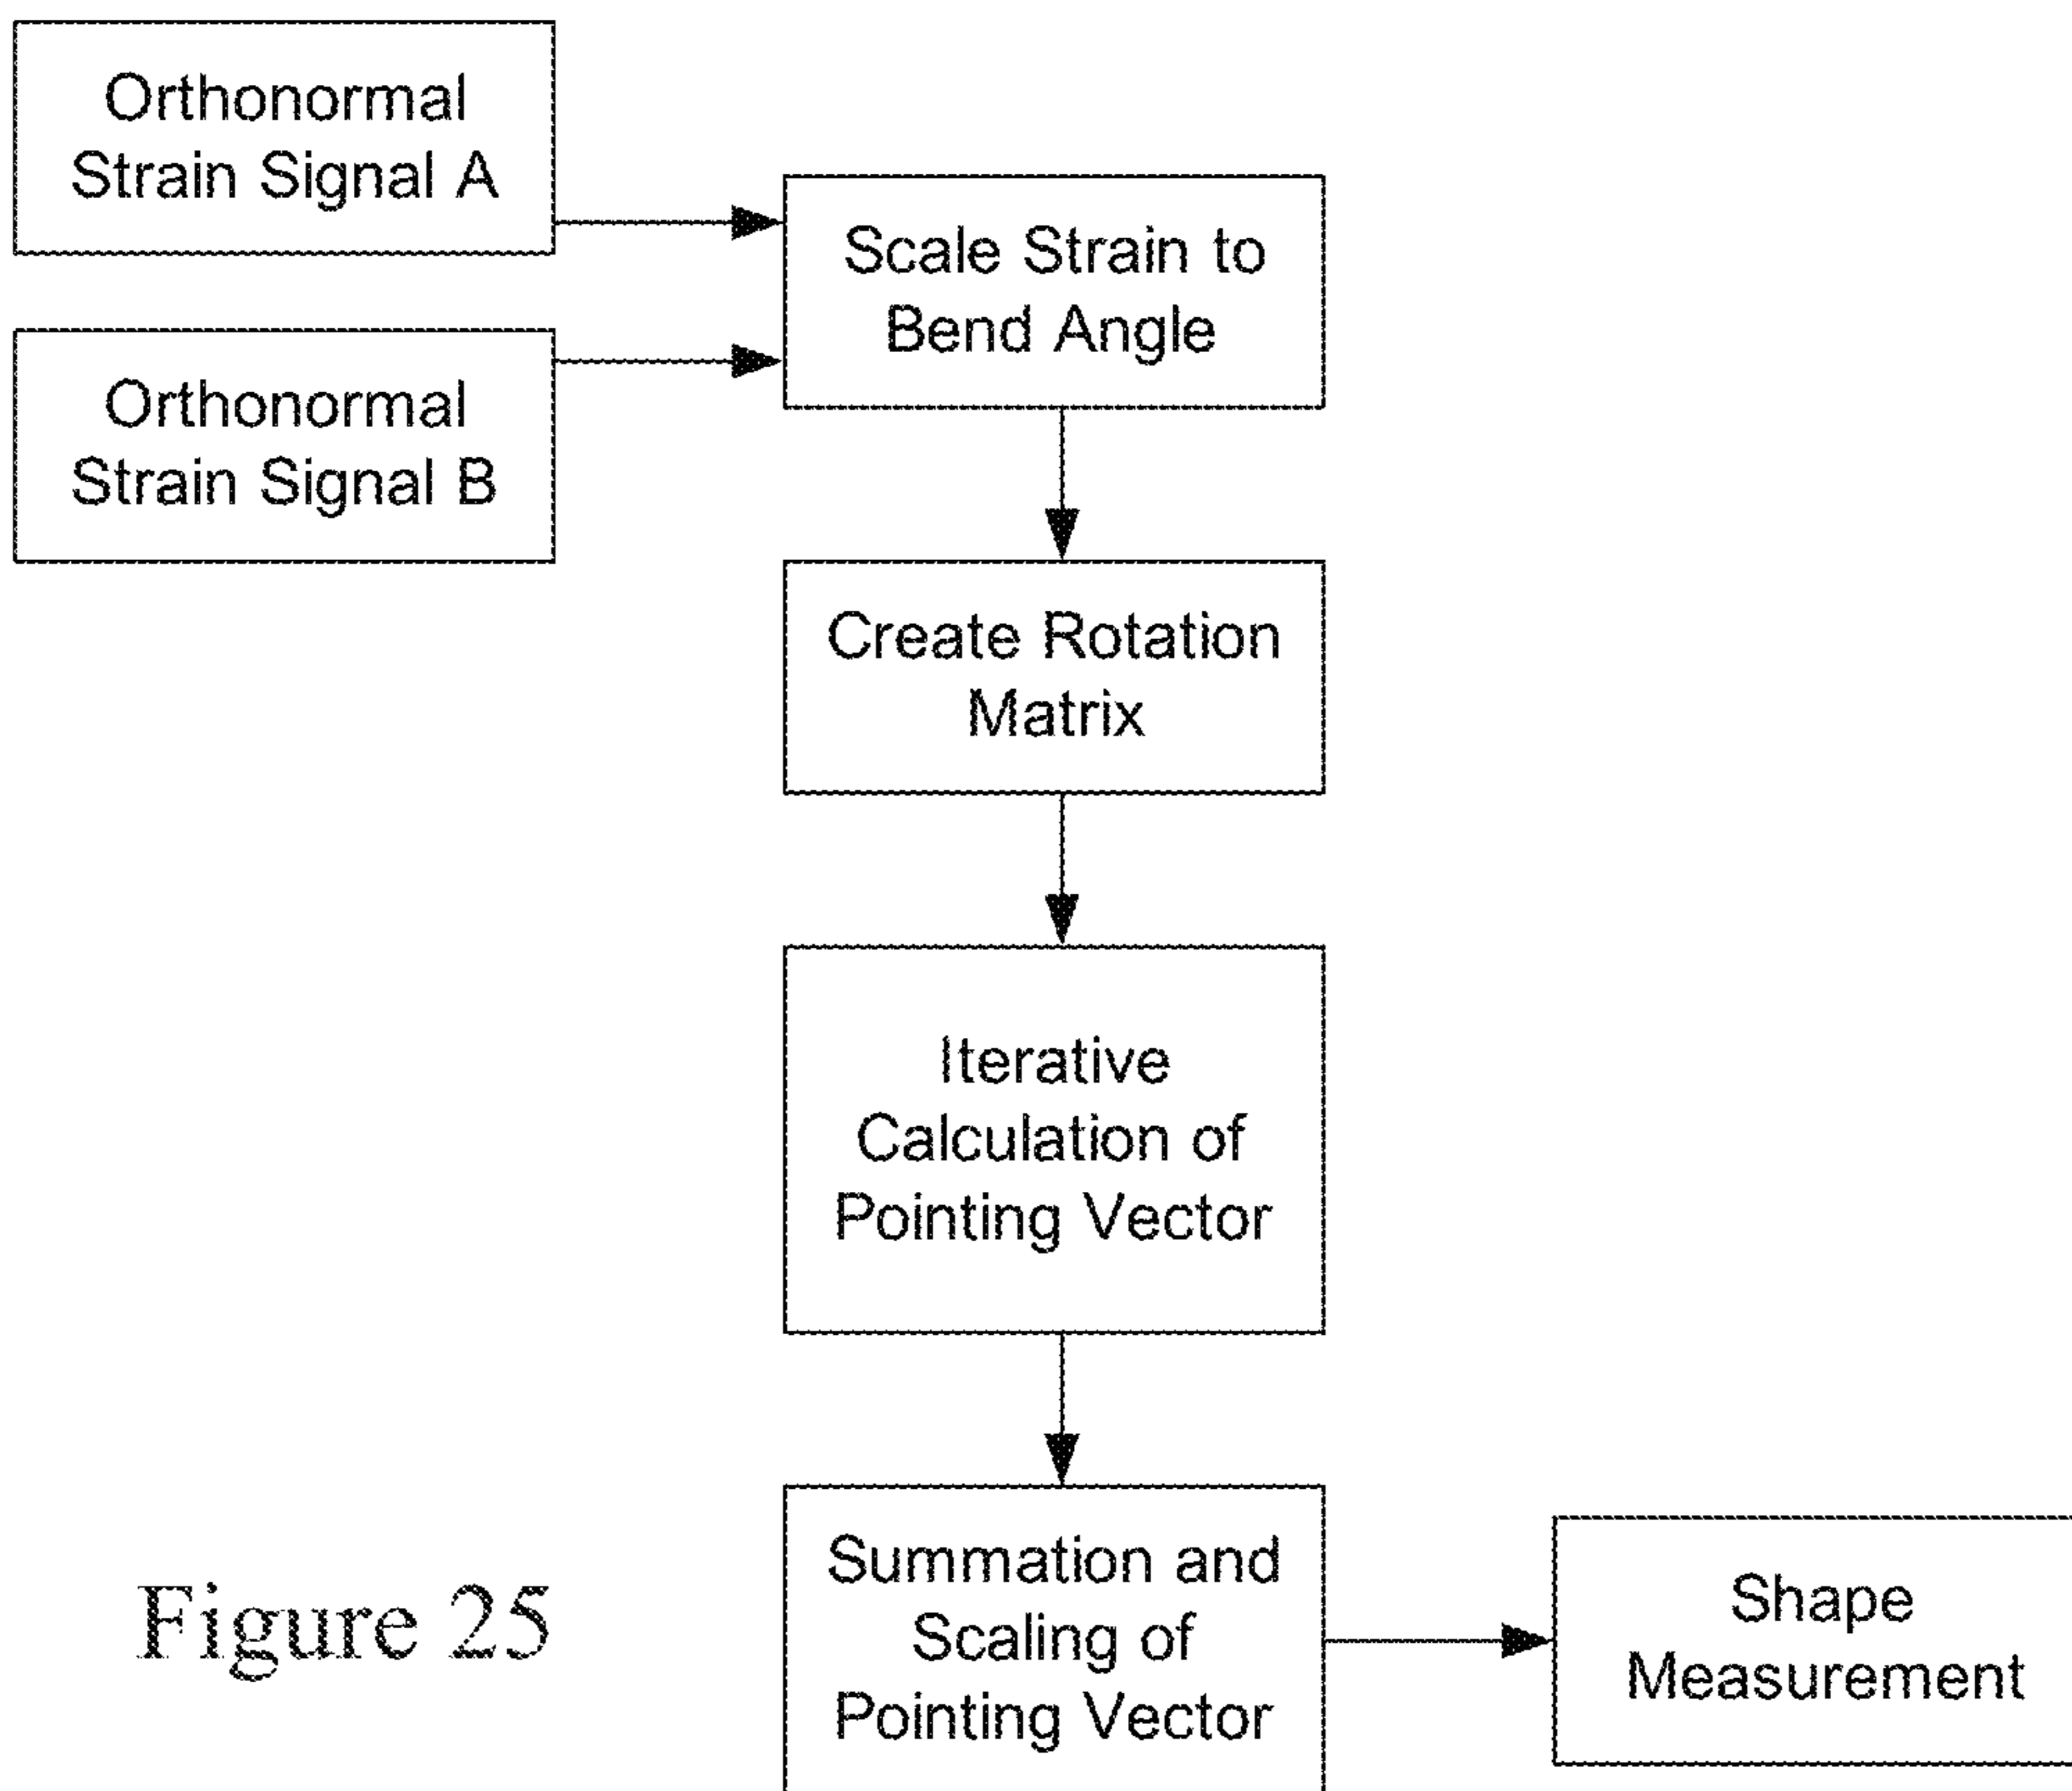 Orthonormal
Strain Signal A
Orthonormal
Strain Signal B
Scale Strain to
Bend Angle
Create Rotation
Matrix
Iterative
Calculation of
Pointing Vector
Summation and
Scaling of
Pointing Vector
Shape
Measurement
Figure 25